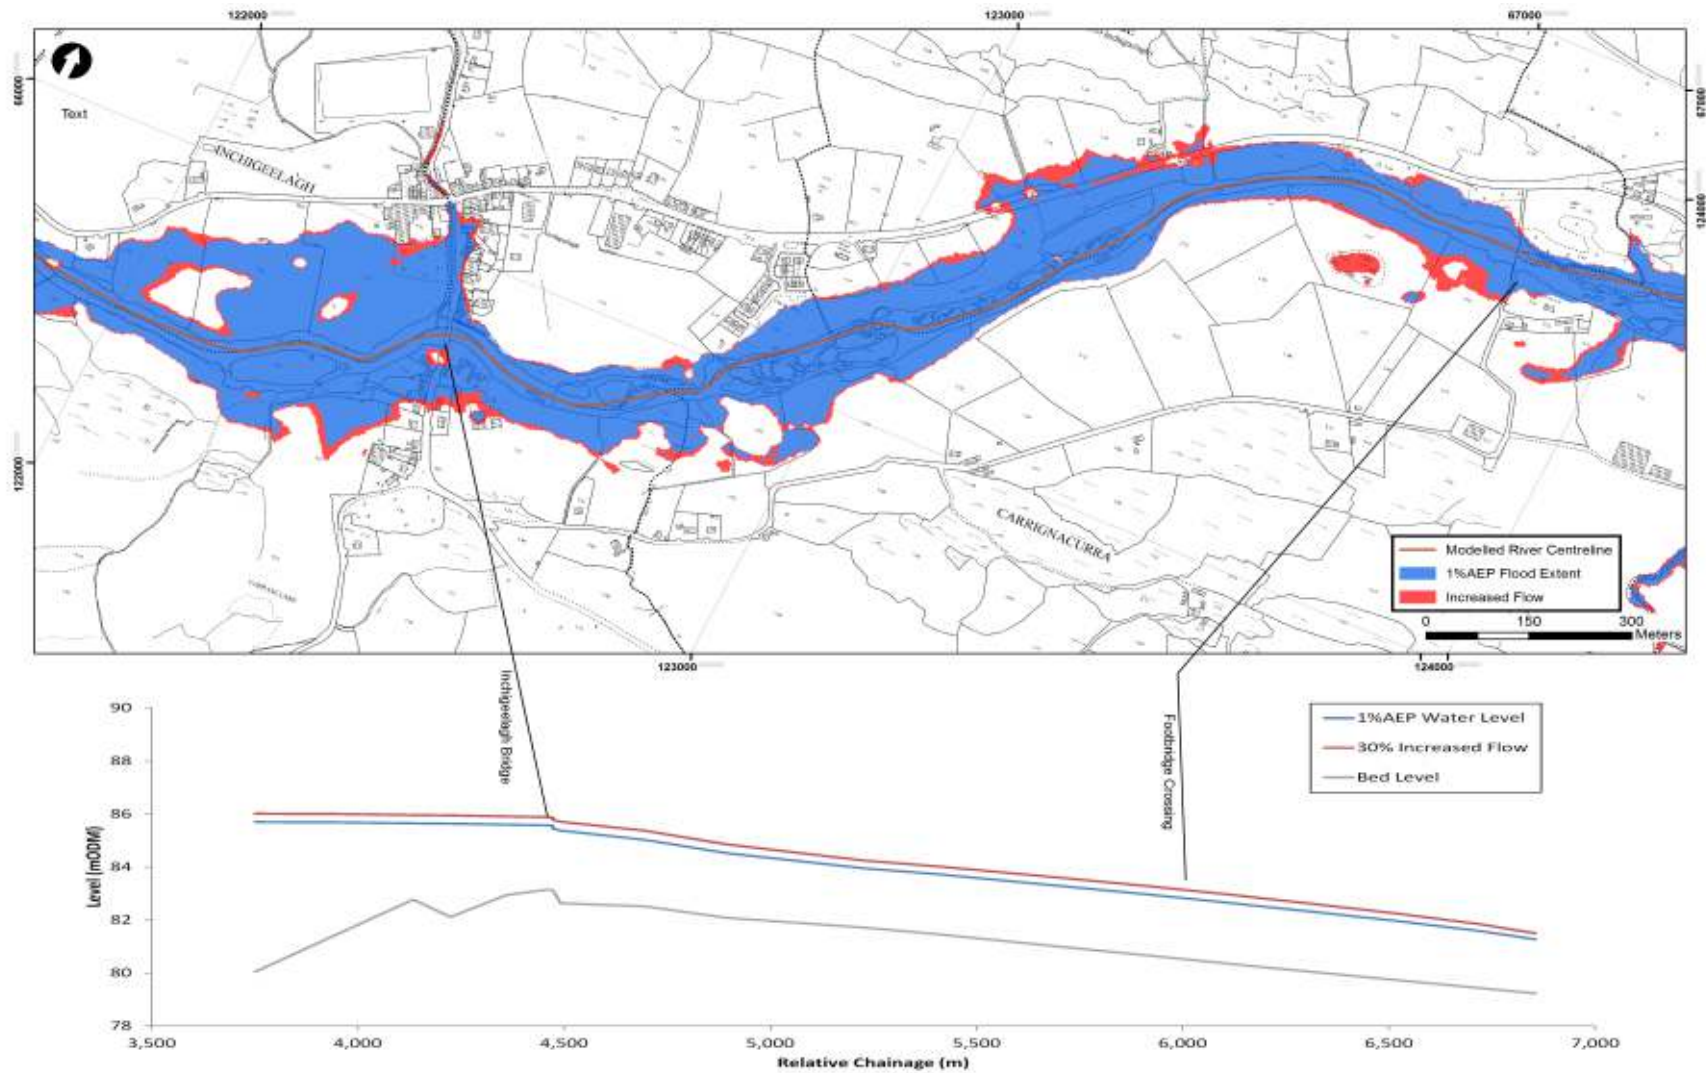 122000
123000
67000
66000
67000
Text
INCHIGEELAGH
124000
122000
CARRIGNACURRA
Modelled River Centreline
1%AEP Flood Extent
Increased Flow
0 150 300
Meters
123000
124000
Inchigeelagh Bridge
Footbridge Crossing
90
88
86
84
82
80
78
Level (mODM)
1%AEP Water Level
30% Increased Flow
Bed Level
3,500 4,000 4,500 5,000 5,500 6,000 6,500 7,000
Relative Chainage (m)